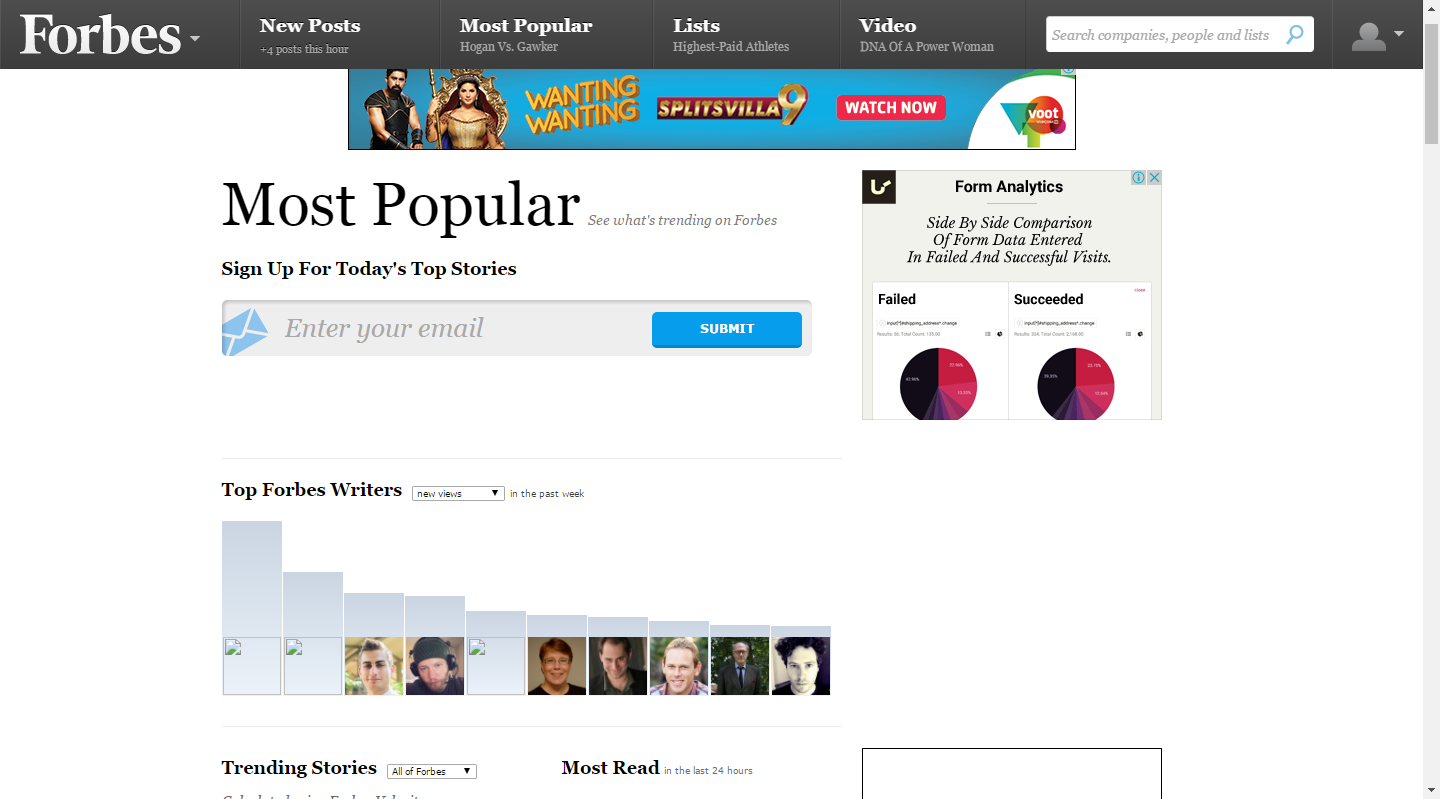 Forbes
New Posts
+4 posts this hour
Most Popular
Hogan Vs. Gawker
Lists
Highest-Paid Athletes
Video
DNA Of A Power Woman
Search companies, people and lists
WANTING
WANTING
SPLITSVILLA 9
WATCH NOW
voot
Most Popular See what's trending on Forbes
Sign Up For Today's Top Stories
Enter your email
SUBMIT
Form Analytics
Side By Side Comparison
Of Form Data Entered
In Failed And Successful Visits.
Failed
Succeeded
Top Forbes Writers new views in the past week
Trending Stories All of Forbes
Most Read in the last 24 hours